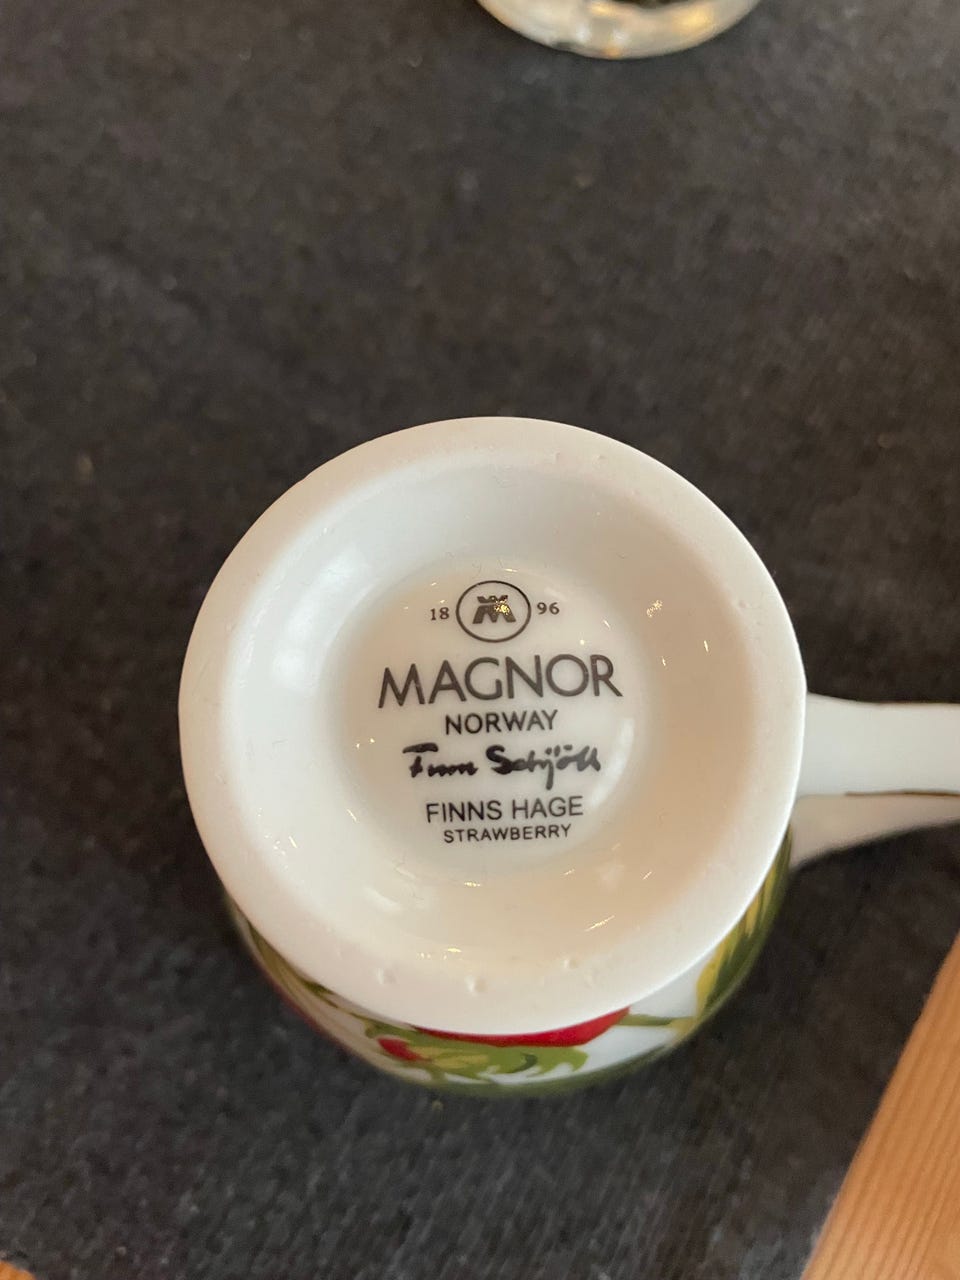 18 M 96
MAGNOR
NORWAY
Finn Schjöll
FINNS HAGE
STRAWBERRY